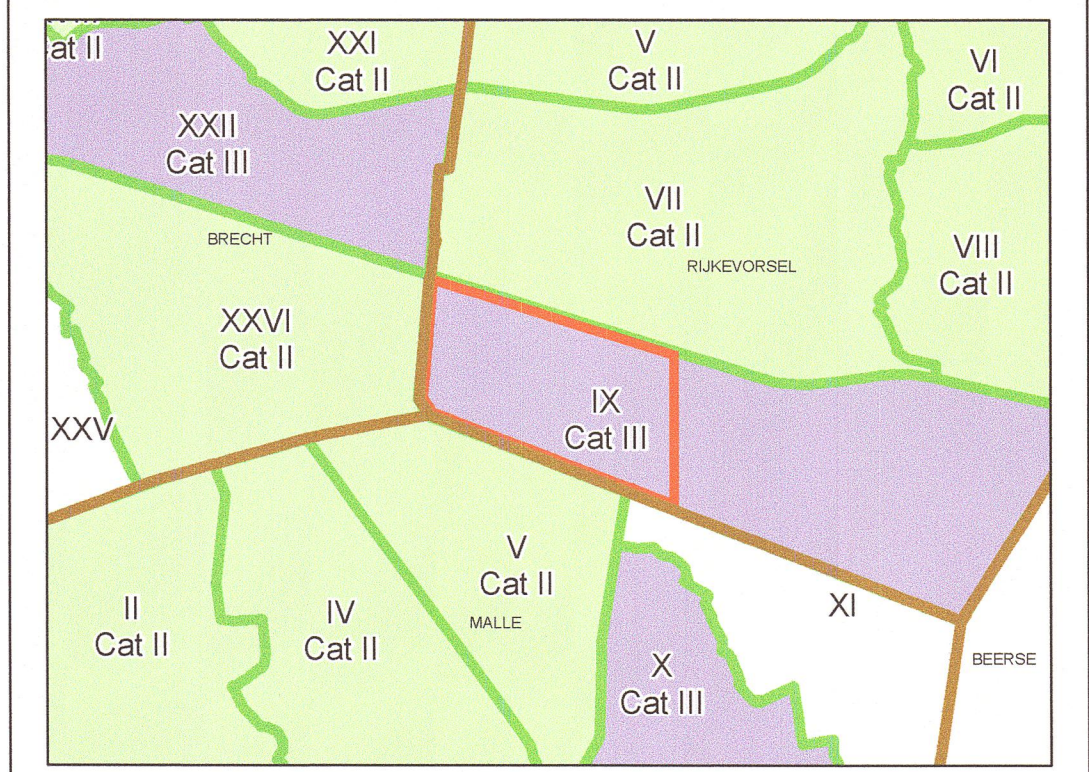 at II
XXI
Cat II
V
Cat II
VI
Cat II
XXII
Cat III
VII
Cat II
RIJKEVORSEL
BRECHT
VIII
Cat II
XXVI
Cat II
IX
Cat III
XXV
V
Cat II
MALLE
II
Cat II
IV
Cat II
XI
X
Cat III
BEERSE